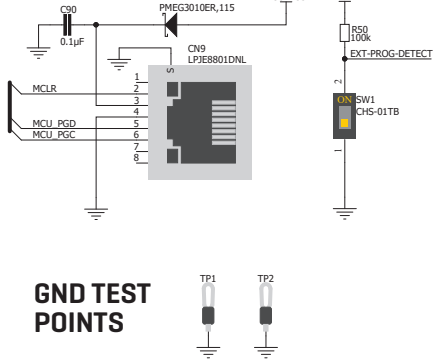 C90
0.1µF
PMEG3010ER,115
CN9
LPJE8801DNL
S
1
2
3
4
5
6
7
8
MCLR
MCU_PGD
MCU_PGC
R50
100k
EXT-PROG-DETECT
2
ON
SW1
CHS-01TB
1
GND TEST
POINTS
TP1
TP2